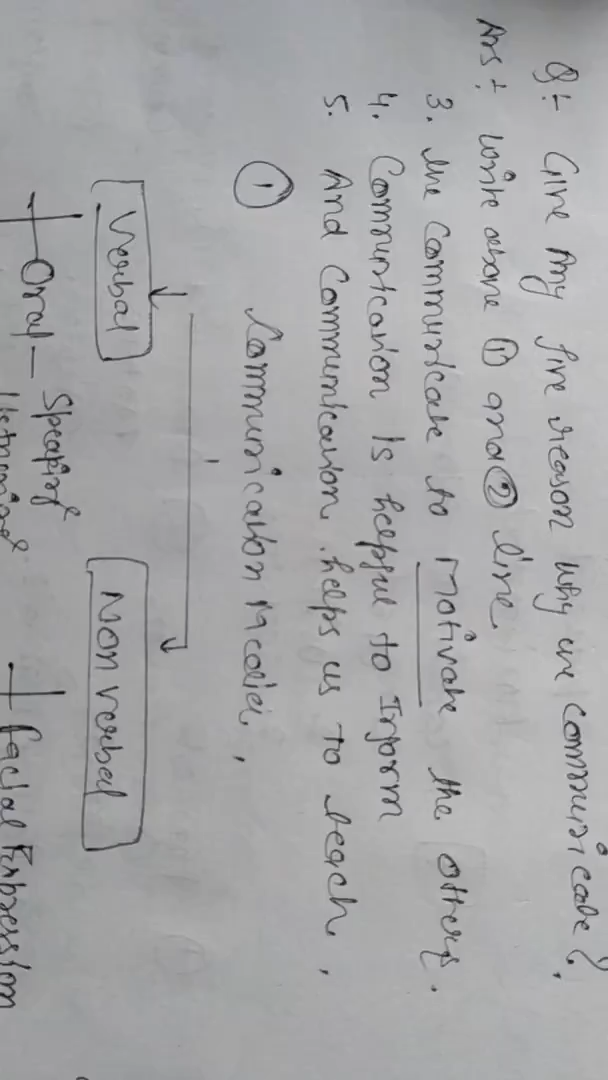 Q:- Give Any five reason why we communicate?
Ans:- write above ① and ② line.
3. We communicate to motivate the others.
4. Communication is helpful to Inform
5. And Communication helps us to teach,
① Communication Media,
Verbal
Non verbal
Oral - Speaking
facial Expression